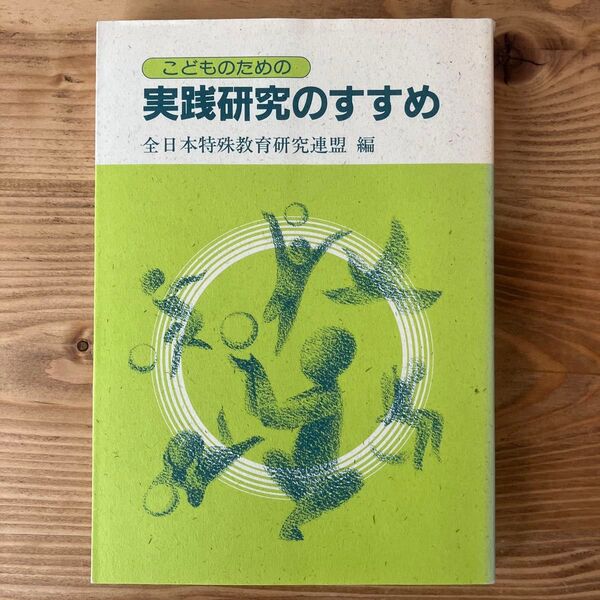 こどものための
実践研究のすすめ
全日本特殊教育研究連盟 編